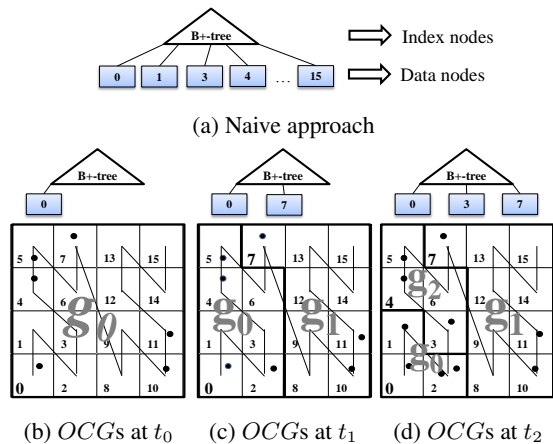 B+-tree
Index nodes
0 1 3 4 ... 15
Data nodes
(a) Naive approach
B+-tree B+-tree B+-tree
0 0 7 0 3 7
5 7 13 15 5 7 13 15 5 7 13 15
4 6 12 14 4 6 12 14 4 6 12 14
g0 g0 g1 g2 g1 g0
1 3 9 11 1 3 9 11 1 3 9 11
0 2 8 10 0 2 8 10 0 2 8 10
(b) OCGs at t0 (c) OCGs at t1 (d) OCGs at t2